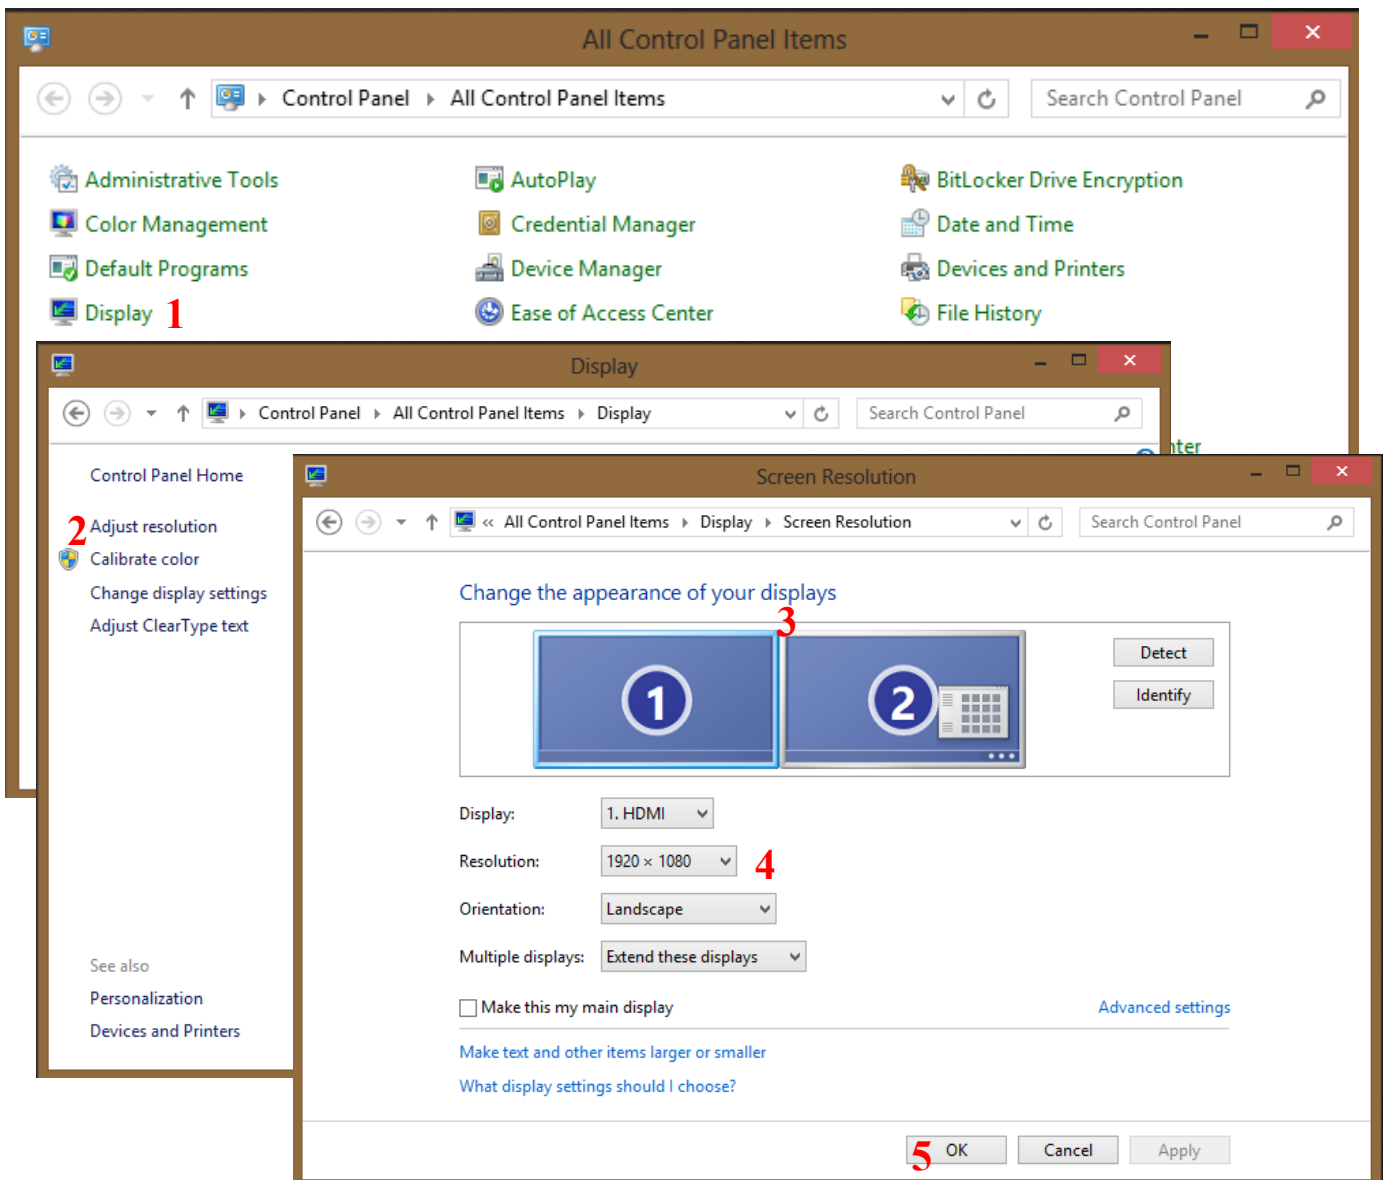 All Control Panel Items
Control Panel All Control Panel Items Search Control Panel
Administrative Tools AutoPlay BitLocker Drive Encryption
Color Management Credential Manager Date and Time
Default Programs Device Manager Devices and Printers
Display 1 Ease of Access Center File History
Display
Control Panel All Control Panel Items Display Search Control Panel
nter
Control Panel Home
2 Adjust resolution
Calibrate color
Change display settings
Adjust ClearType text
See also
Personalization
Devices and Printers
Screen Resolution
« All Control Panel Items Display Screen Resolution Search Control Panel
Change the appearance of your displays
3
1 2
Detect
Identify
Display: 1. HDMI
Resolution: 1920 × 1080 4
Orientation: Landscape
Multiple displays: Extend these displays
Make this my main display Advanced settings
Make text and other items larger or smaller
What display settings should I choose?
5 OK Cancel Apply